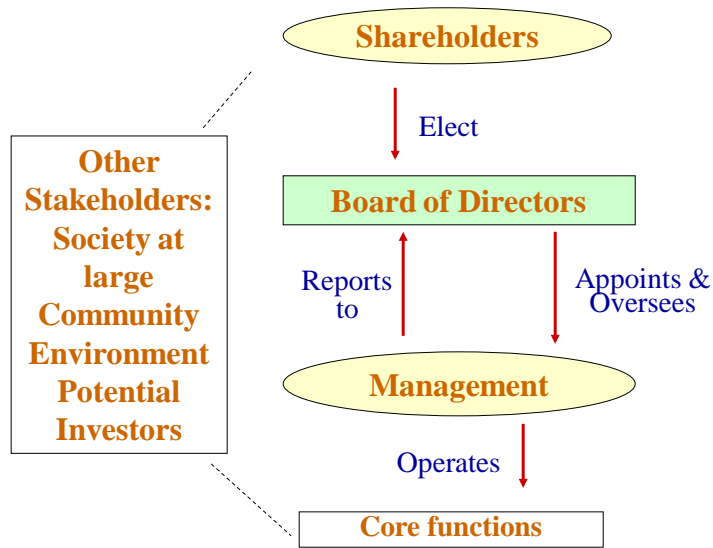 Shareholders
Elect
Other
Stakeholders:
Society at
large
Community
Environment
Potential
Investors
Board of Directors
Reports
to
Appoints &
Oversees
Management
Operates
Core functions